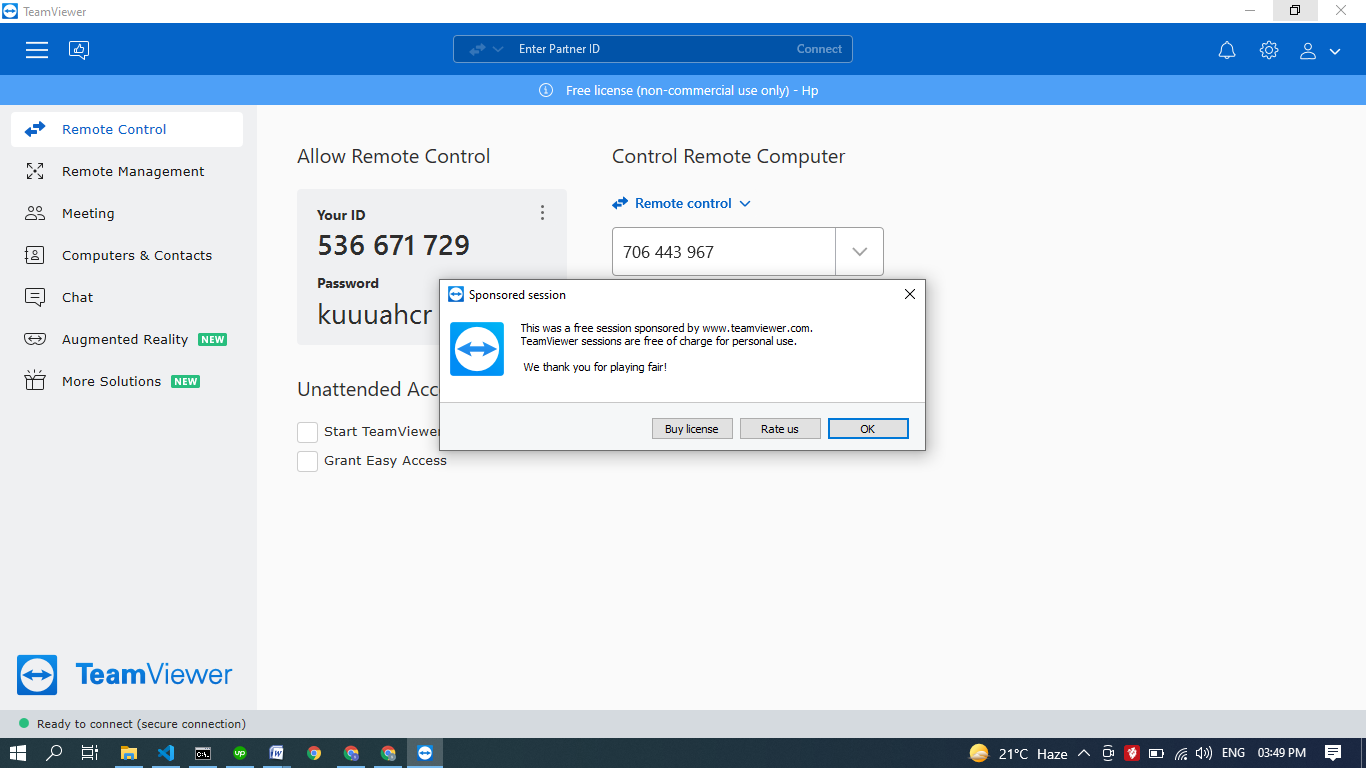 TeamViewer
Enter Partner ID
Connect
Free license (non-commercial use only) - Hp
Remote Control
Remote Management
Meeting
Computers & Contacts
Chat
Augmented Reality NEW
More Solutions NEW
Allow Remote Control
Your ID
536 671 729
Password
kuuuahcr
Unattended Acc
Start TeamViewer
Grant Easy Access
Control Remote Computer
Remote control
706 443 967
Sponsored session
This was a free session sponsored by www.teamviewer.com.
TeamViewer sessions are free of charge for personal use.
We thank you for playing fair!
Buy license
Rate us
OK
TeamViewer
Ready to connect (secure connection)
up
W
21°C Haze
ENG
03:49 PM